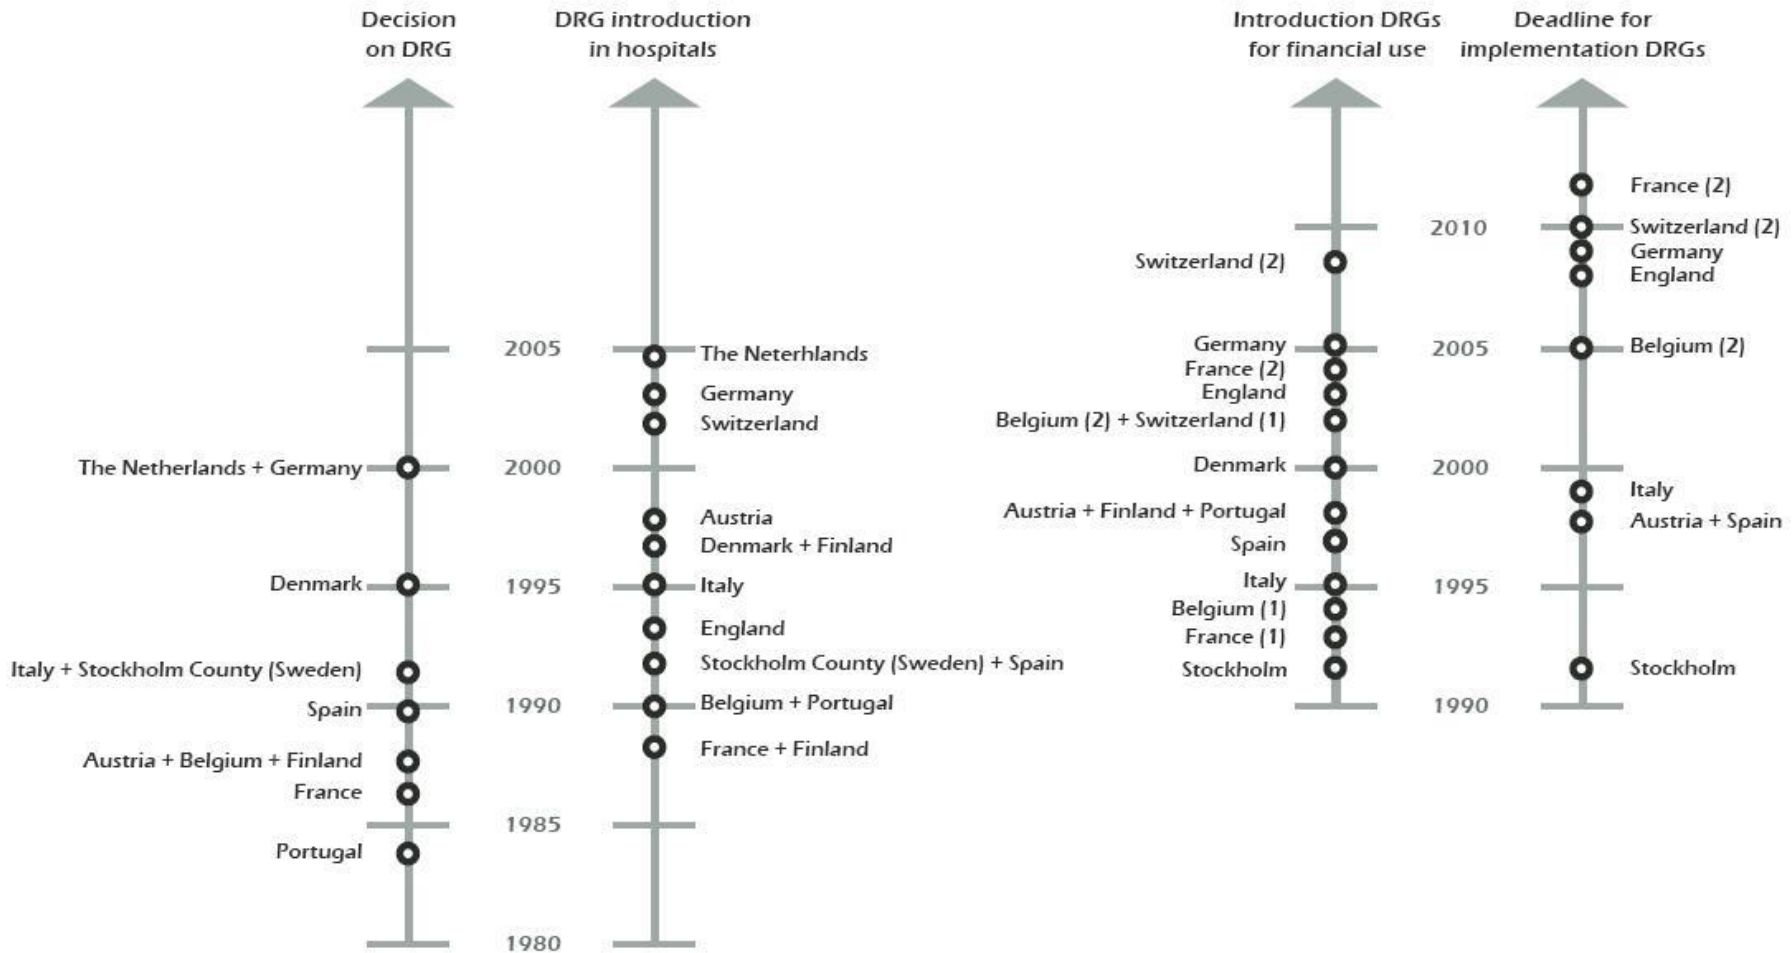 Decision
on DRG
DRG introduction
in hospitals
Introduction DRGs
for financial use
Deadline for
implementation DRGs
The Netherlands + Germany
Denmark
Italy + Stockholm County (Sweden)
Spain
Austria + Belgium + Finland
France
Portugal
2005
2000
1995
1990
1985
1980
The Neterhlands
Germany
Switzerland
Austria
Denmark + Finland
Italy
England
Stockholm County (Sweden) + Spain
Belgium + Portugal
France + Finland
Switzerland (2)
Germany
France (2)
England
Belgium (2) + Switzerland (1)
Denmark
Austria + Finland + Portugal
Spain
Italy
Belgium (1)
France (1)
Stockholm
2010
2005
2000
1995
1990
France (2)
Switzerland (2)
Germany
England
Belgium (2)
Italy
Austria + Spain
Stockholm